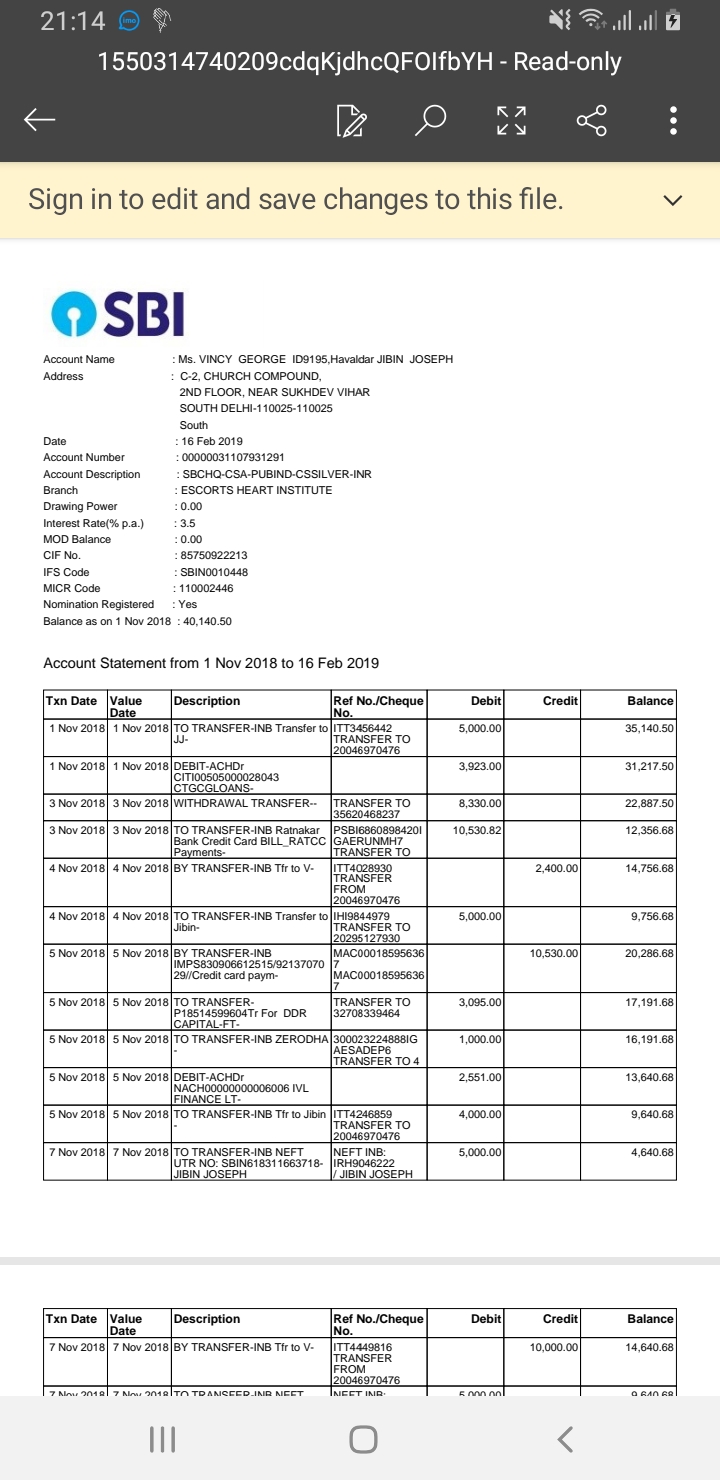 21:14 imo
1550314740209cdqKjdhcQFOIfbYH - Read-only
Sign in to edit and save changes to this file.
SBI
Account Name : Ms. VINCY GEORGE ID9195,Havaldar JIBIN JOSEPH
Address : C-2, CHURCH COMPOUND,
2ND FLOOR, NEAR SUKHDEV VIHAR
SOUTH DELHI-110025-110025
South
Date : 16 Feb 2019
Account Number : 00000031107931291
Account Description : SBCHQ-CSA-PUBIND-CSSILVER-INR
Branch : ESCORTS HEART INSTITUTE
Drawing Power : 0.00
Interest Rate(% p.a.) : 3.5
MOD Balance : 0.00
CIF No. : 85750922213
IFS Code : SBIN0010448
MICR Code : 110002446
Nomination Registered : Yes
Balance as on 1 Nov 2018 : 40,140.50
Account Statement from 1 Nov 2018 to 16 Feb 2019
Txn Date Value Description Ref No./Cheque Debit Credit Balance
Date No.
1 Nov 2018 1 Nov 2018 TO TRANSFER-INB Transfer to ITT3456442 5,000.00 35,140.50
JJ- TRANSFER TO
20046970476
1 Nov 2018 1 Nov 2018 DEBIT-ACHDr 3,923.00 31,217.50
CITI00505000028043
CTGCGLOANS-
3 Nov 2018 3 Nov 2018 WITHDRAWAL TRANSFER-- TRANSFER TO 8,330.00 22,887.50
35620468237
3 Nov 2018 3 Nov 2018 TO TRANSFER-INB Ratnakar PSBI6860898420I 10,530.82 12,356.68
Bank Credit Card BILL_RATCC GAERUNMH7
Payments- TRANSFER TO
4 Nov 2018 4 Nov 2018 BY TRANSFER-INB Tfr to V- ITT4028930 2,400.00 14,756.68
TRANSFER
FROM
20046970476
4 Nov 2018 4 Nov 2018 TO TRANSFER-INB Transfer to IHI9844979 5,000.00 9,756.68
Jibin- TRANSFER TO
20295127930
5 Nov 2018 5 Nov 2018 BY TRANSFER-INB MAC00018595636 10,530.00 20,286.68
IMPS830906612515/92137070 7
29//Credit card paym- MAC00018595636
7
5 Nov 2018 5 Nov 2018 TO TRANSFER- TRANSFER TO 3,095.00 17,191.68
P18514599604Tr For DDR 32708339464
CAPITAL-FT-
5 Nov 2018 5 Nov 2018 TO TRANSFER-INB ZERODHA 300023224888IG 1,000.00 16,191.68
- AESADEP6
TRANSFER TO 4
5 Nov 2018 5 Nov 2018 DEBIT-ACHDr 2,551.00 13,640.68
NACH00000000006006 IVL
FINANCE LT-
5 Nov 2018 5 Nov 2018 TO TRANSFER-INB Tfr to Jibin ITT4246859 4,000.00 9,640.68
- TRANSFER TO
20046970476
7 Nov 2018 7 Nov 2018 TO TRANSFER-INB NEFT NEFT INB: 5,000.00 4,640.68
UTR NO: SBIN618311663718- IRH9046222
JIBIN JOSEPH / JIBIN JOSEPH
Txn Date Value Description Ref No./Cheque Debit Credit Balance
Date No.
7 Nov 2018 7 Nov 2018 BY TRANSFER-INB Tfr to V- ITT4449816 10,000.00 14,640.68
TRANSFER
FROM
20046970476
7 Nov 2018 7 Nov 2018 TO TRANSFER-INB NEFT NEFT INB: 5,000.00 9,640.68